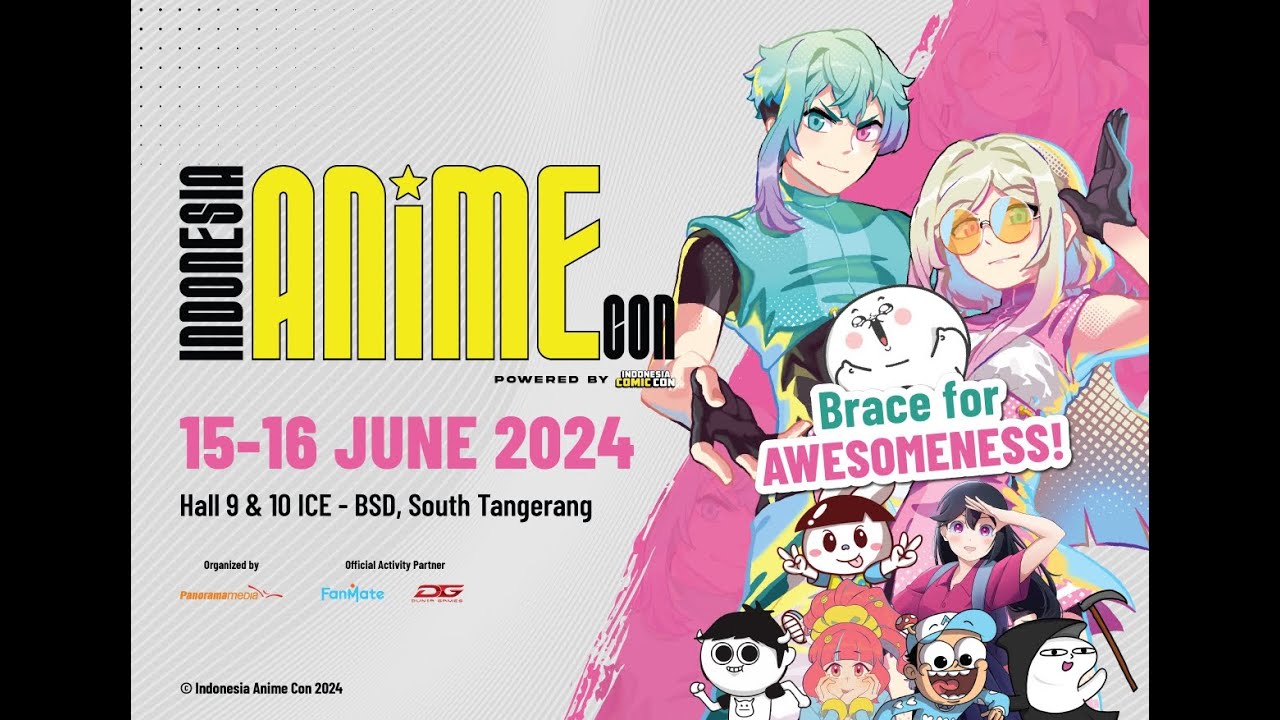 INDONESIA
ANiME
CON
POWERED BY INDONESIA COMIC CON
15-16 JUNE 2024
Hall 9 & 10 ICE - BSD, South Tangerang
Organized by
Official Activity Partner
Panoramamedia
FanMate
DG
DUNIA GAMES
© Indonesia Anime Con 2024
Brace for
AWESOMENESS!